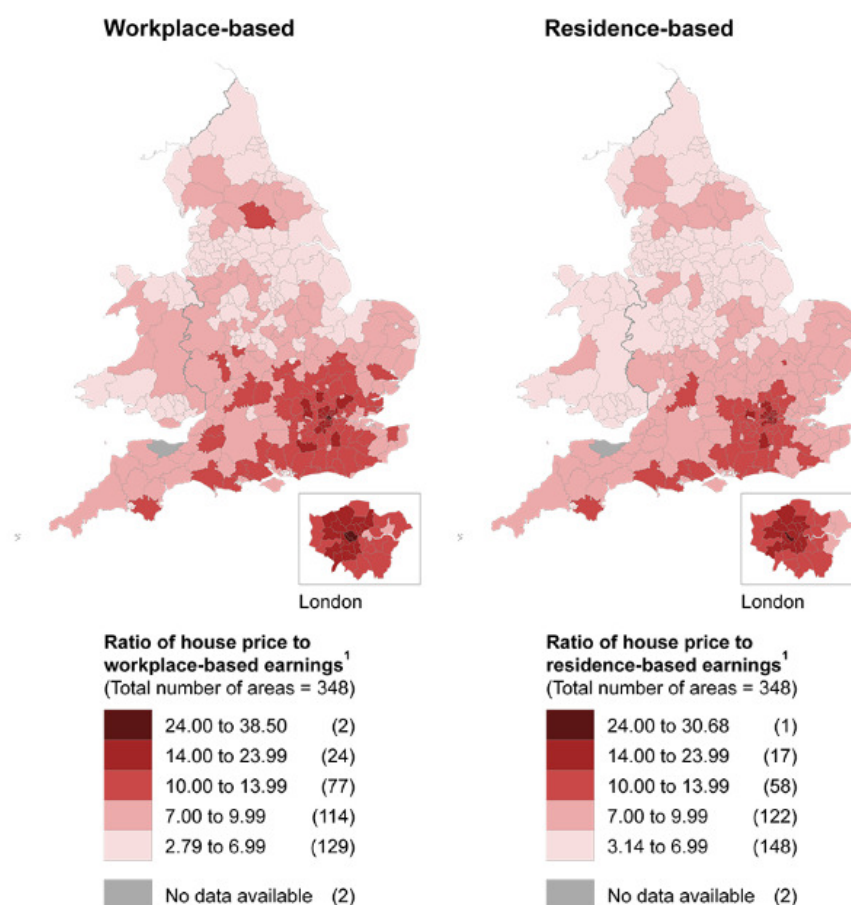 Workplace-based
Residence-based
London
London
Ratio of house price to
workplace-based earnings¹
(Total number of areas = 348)
24.00 to 38.50 (2)
14.00 to 23.99 (24)
10.00 to 13.99 (77)
7.00 to 9.99 (114)
2.79 to 6.99 (129)
No data available (2)
Ratio of house price to
residence-based earnings¹
(Total number of areas = 348)
24.00 to 30.68 (1)
14.00 to 23.99 (17)
10.00 to 13.99 (58)
7.00 to 9.99 (122)
3.14 to 6.99 (148)
No data available (2)